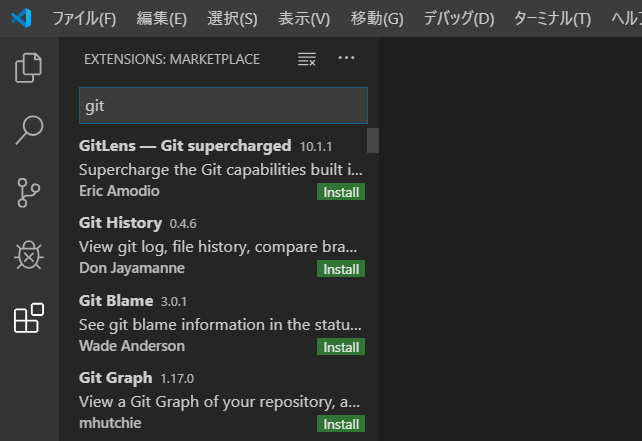 ファイル(F) 編集(E) 選択(S) 表示(V) 移動(G) デバッグ(D) ターミナル(T) ヘルプ
EXTENSIONS: MARKETPLACE
git
GitLens — Git supercharged 10.1.1
Supercharge the Git capabilities built i...
Eric Amodio Install
Git History 0.4.6
View git log, file history, compare bra...
Don Jayamanne Install
Git Blame 3.0.1
See git blame information in the statu...
Wade Anderson Install
Git Graph 1.17.0
View a Git Graph of your repository, a...
mhutchie Install